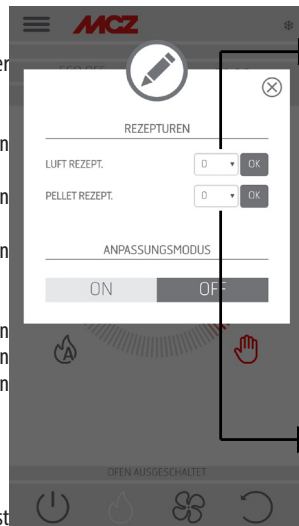 MCZ
REZEPTUREN
LUFT REZEPT. 0 OK
PELLET REZEPT. 0 OK
ANPASSUNGSMODUS
ON OFF
A
OFEN AUSGESCHALTET